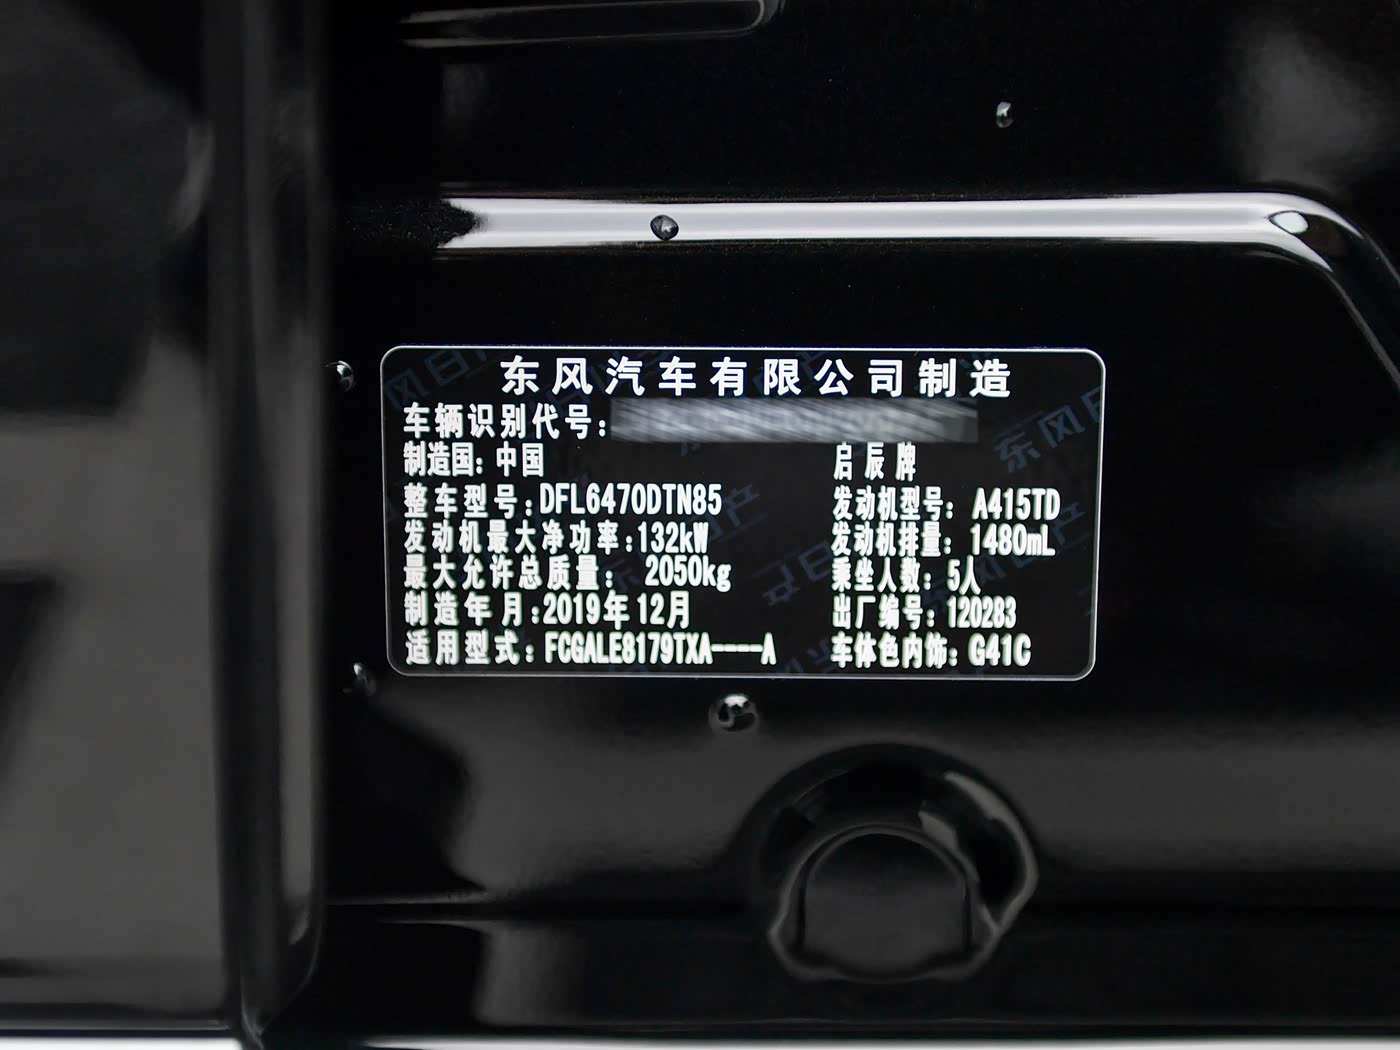 东风汽车有限公司制造
车辆识别代号:
制造国: 中国 启辰牌
整车型号:DFL6470DTN85 发动机型号: A415TD
发动机最大净功率:132kW 发动机排量: 1480mL
最大允许总质量: 2050kg 乘坐人数: 5人
制造年月:2019年12月 出厂编号: 120283
适用型式: FCGALE8179TXA----A 车体色内饰: G41C